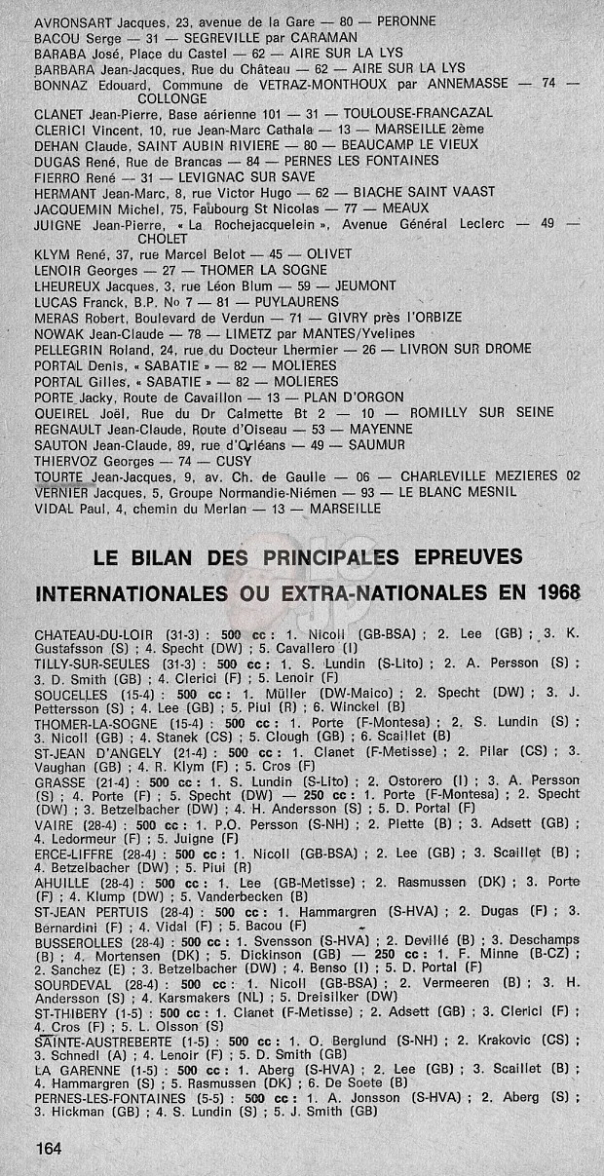 AVRONSART Jacques, 23, avenue de la Gare — 80 — PERONNE
BACOU Serge — 31 — SEGREVILLE par CARAMAN
BARABA José, Place du Castel — 62 — AIRE SUR LA LYS
BARBARA Jean-Jacques, Rue du Château — 62 — AIRE SUR LA LYS
BONNAZ Edouard, Commune de VETRAZ-MONTHOUX par ANNEMASSE — 74 —
COLLONGE
CLANET Jean-Pierre, Base aérienne 101 — 31 — TOULOUSE-FRANCAZAL
CLERICI Vincent, 10, rue Jean-Marc Cathala — 13 — MARSEILLE 2ème
DEHAN Claude, SAINT AUBIN RIVIERE — 80 — BEAUCAMP LE VIEUX
DUGAS René, Rue de Brancas — 84 — PERNES LES FONTAINES
FIERRO René — 31 — LEVIGNAC SUR SAVE
HERMANT Jean-Marc, 8, rue Victor Hugo — 62 — BIACHE SAINT VAAST
JACQUEMIN Michel, 75, Faubourg St Nicolas — 77 — MEAUX
JUIGNE Jean-Pierre, « La Rochejacquelein », Avenue Général Leclerc — 49 —
CHOLET
KLYM René, 37, rue Marcel Belot — 45 — OLIVET
LENOIR Georges — 27 — THOMER LA SOGNE
LHEUREUX Jacques, 3, rue Léon Blum — 59 — JEUMONT
LUCAS Franck, B.P. No 7 — 81 — PUYLAURENS
MERAS Robert, Boulevard de Verdun — 71 — GIVRY près l'ORBIZE
NOWAK Jean-Claude — 78 — LIMETZ par MANTES/Yvelines
PELLEGRIN Roland, 24, rue du Docteur Lhermier — 26 — LIVRON SUR DROME
PORTAL Denis, « SABATIE » — 82 — MOLIERES
PORTAL Gilles, « SABATIE » — 82 — MOLIERES
PORTE Jacky, Route de Cavaillon — 13 — PLAN D'ORGON
QUEIREL Joël, Rue du Dr Calmette Bt 2 — 10 — ROMILLY SUR SEINE
REGNAULT Jean-Claude, Route d'Oiseau — 53 — MAYENNE
SAUTON Jean-Claude, 89, rue d'Orléans — 49 — SAUMUR
THIERVOZ Georges — 74 — CUSY
TOURTE Jean-Jacques, 9, av. Ch. de Gaulle — 06 — CHARLEVILLE MEZIERES 02
VERNIER Jacques, 5, Groupe Normandie-Niémen — 93 — LE BLANC MESNIL
VIDAL Paul, 4, chemin du Merlan — 13 — MARSEILLE
LE BILAN DES PRINCIPALES EPREUVES
INTERNATIONALES OU EXTRA-NATIONALES EN 1968
CHATEAU-DU-LOIR (31-3) : 500 cc : 1. Nicoll (GB-BSA) ; 2. Lee (GB) ; 3. K.
Gustafsson (S) ; 4. Specht (DW) ; 5. Cavallero (I)
TILLY-SUR-SEULES (31-3) : 500 cc : 1. S. Lundin (S-Lito) ; 2. A. Persson (S) ;
3. D. Smith (GB) ; 4. Clerici (F) ; 5. Lenoir (F)
SOUCELLES (15-4) : 500 cc : 1. Müller (DW-Maico) ; 2. Specht (DW) ; 3. J.
Pettersson (S) ; 4. Lee (GB) ; 5. Piui (R) ; 6. Winckel (B)
THOMER-LA-SOGNE (15-4) : 500 cc : 1. Porte (F-Montesa) ; 2. S. Lundin (S) ;
3. Nicoll (GB) ; 4. Stanek (CS) ; 5. Clough (GB) ; 6. Scaillet (B)
ST-JEAN D'ANGELY (21-4) : 500 cc : 1. Clanet (F-Metisse) ; 2. Pilar (CS) ; 3.
Vaughan (GB) ; 4. R. Klym (F) ; 5. Cros (F)
GRASSE (21-4) : 500 cc : 1. S. Lundin (S-Lito) ; 2. Ostorero (I) ; 3. A. Persson
(S) ; 4. Porte (F) ; 5. Specht (DW) — 250 cc : 1. Porte (F-Montesa) ; 2. Specht
(DW) ; 3. Betzelbacher (DW) ; 4. H. Andersson (S) ; 5. D. Portal (F)
VAIRE (28-4) : 500 cc : 1. P.O. Persson (S-NH) ; 2. Piette (B) ; 3. Adsett (GB) ;
4. Ledormeur (F) ; 5. Juigne (F)
ERCE-LIFFRE (28-4) : 500 cc : 1. Nicoll (GB-BSA) ; 2. Lee (GB) ; 3. Scaillet (B) ;
4. Betzelbacher (DW) ; 5. Piui (R)
AHUILLE (28-4) : 500 cc : 1. Lee (GB-Metisse) ; 2. Rasmussen (DK) ; 3. Porte
(F) ; 4. Klump (DW) ; 5. Vanderbecken (B)
ST-JEAN PERTUIS (28-4) : 500 cc : 1. Hammargren (S-HVA) ; 2. Dugas (F) ; 3.
Bernardini (F) ; 4. Vidal (F) ; 5. Bacou (F)
BUSSEROLLES (28-4) : 500 cc : 1. Svensson (S-HVA) ; 2. Devillé (B) ; 3. Deschamps
(B) ; 4. Mortensen (DK) ; 5. Dickinson (GB) — 250 cc : 1. F. Minne (B-CZ) ;
2. Sanchez (E) ; 3. Betzelbacher (DW) ; 4. Benso (I) ; 5. D. Portal (F)
SOURDEVAL (28-4) : 500 cc : 1. Nicoll (GB-BSA) ; 2. Vermeeren (B) ; 3. H.
Andersson (S) ; 4. Karsmakers (NL) ; 5. Dreisilker (DW)
ST-THIBERY (1-5) : 500 cc : 1. Clanet (F-Metisse) ; 2. Adsett (GB) ; 3. Clerici (F) ;
4. Cros (F) ; 5. L. Olsson (S)
SAINTE-AUSTREBERTE (1-5) : 500 cc : 1. O. Berglund (S-NH) ; 2. Krakovic (CS) ;
3. Schnedl (A) ; 4. Lenoir (F) ; 5. D. Smith (GB)
LA GARENNE (1-5) : 500 cc : 1. Aberg (S-HVA) ; 2. Lee (GB) ; 3. Scaillet (B) ;
4. Hammargren (S) ; 5. Rasmussen (DK) ; 6. De Soete (B)
PERNES-LES-FONTAINES (5-5) : 500 cc : 1. A. Jonsson (S-HVA) ; 2. Aberg (S) ;
3. Hickman (GB) ; 4. S. Lundin (S) ; 5. J. Smith (GB)
164